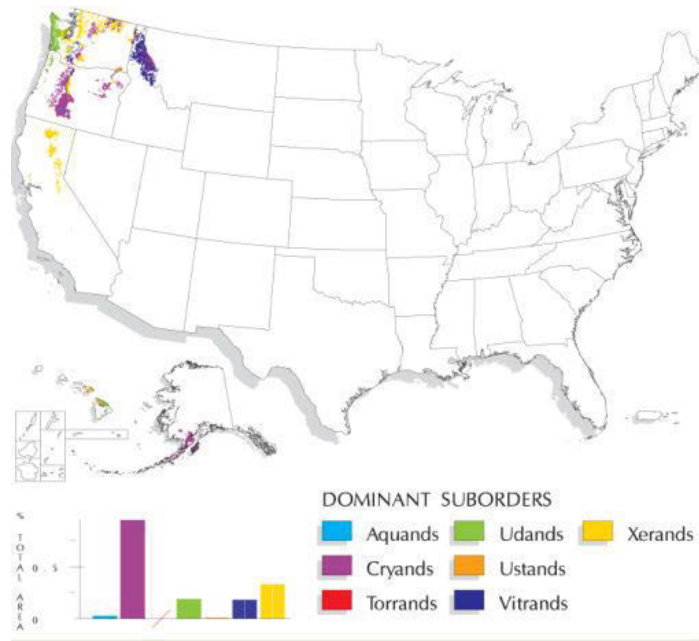 DOMINANT SUBORDERS
Aquands Udands Xerands
Cryands Ustands
Torrands Vitrands
% TOTAL AREA
0.5
0